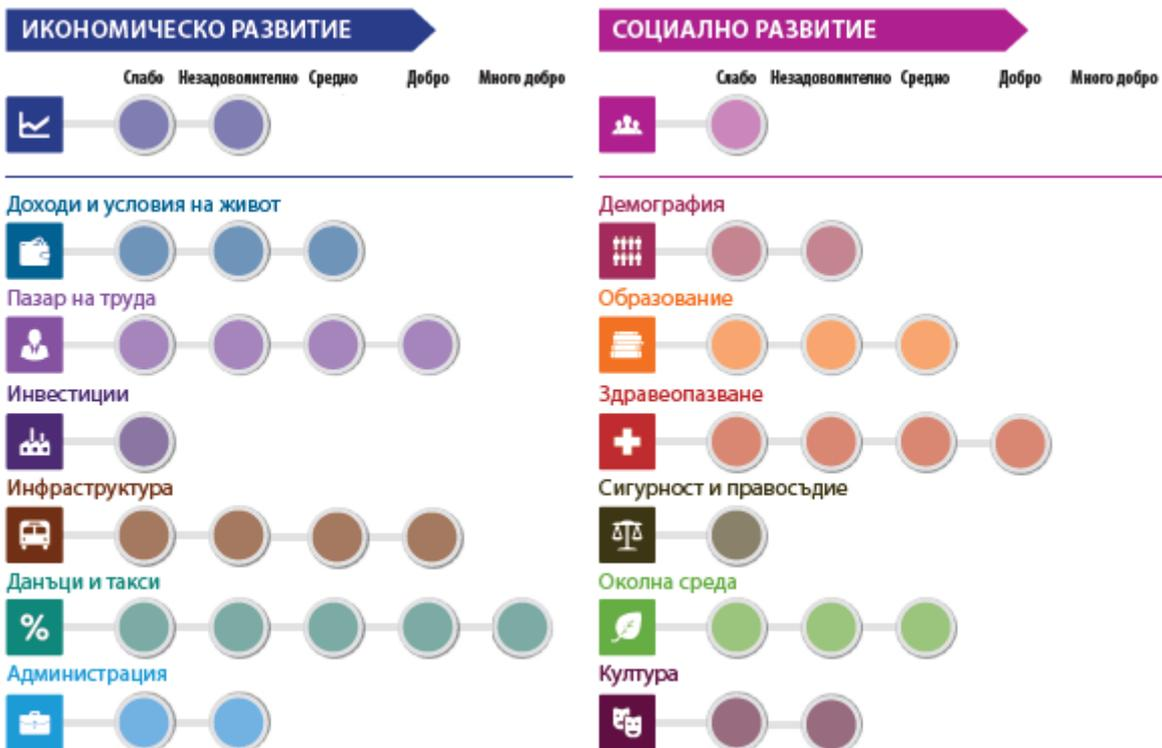 ИКОНОМИЧЕСКО РАЗВИТИЕ
Слабо Незадоволително Средно Добро Много добро
Доходи и условия на живот
Пазар на труда
Инвестиции
Инфраструктура
Данъци и такси
%
Администрация
СОЦИАЛНО РАЗВИТИЕ
Слабо Незадоволително Средно Добро Много добро
Демография
Образование
Здравеопазване
Сигурност и правосъдие
Околна среда
Култура